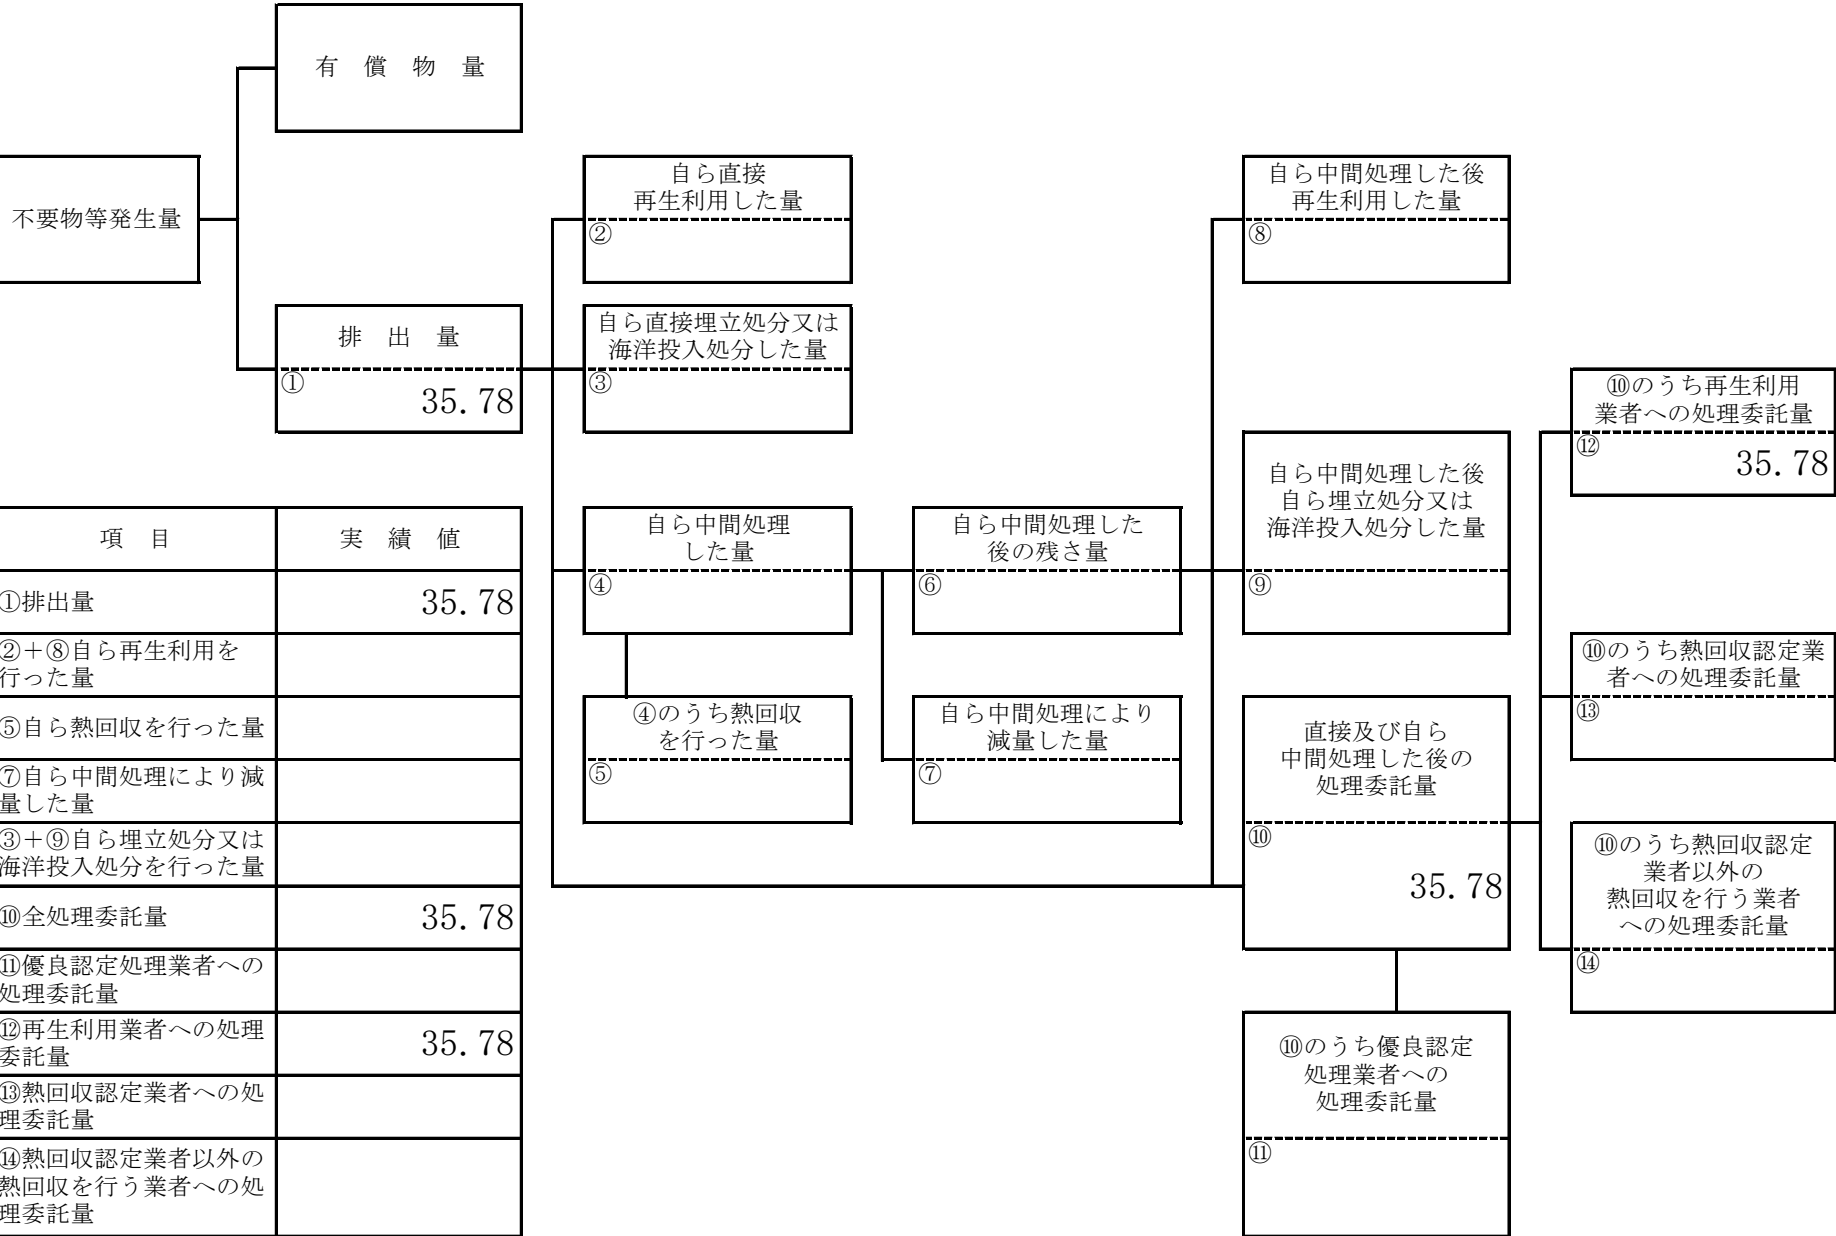 有　償　物　量
不要物等発生量
排　出　量
①
35.78
自ら直接
再生利用した量
②
自ら直接埋立処分又は
海洋投入処分した量
③
自ら中間処理
した量
④
④のうち熱回収
を行った量
⑤
自ら中間処理した
後の残さ量
⑥
自ら中間処理により
減量した量
⑦
自ら中間処理した後
再生利用した量
⑧
自ら中間処理した後
自ら埋立処分又は
海洋投入処分した量
⑨
直接及び自ら
中間処理した後の
処理委託量
⑩
35.78
⑩のうち優良認定
処理業者への
処理委託量
⑪
⑩のうち再生利用
業者への処理委託量
⑫
35.78
⑩のうち熱回収認定業
者への処理委託量
⑬
⑩のうち熱回収認定
業者以外の
熱回収を行う業者
への処理委託量
⑭
項　目
実　績　値
①排出量
35.78
②＋⑧自ら再生利用を
行った量
⑤自ら熱回収を行った量
⑦自ら中間処理により減
量した量
③＋⑨自ら埋立処分又は
海洋投入処分を行った量
⑩全処理委託量
35.78
⑪優良認定処理業者への
処理委託量
⑫再生利用業者への処理
委託量
35.78
⑬熱回収認定業者への処
理委託量
⑭熱回収認定業者以外の
熱回収を行う業者への処
理委託量